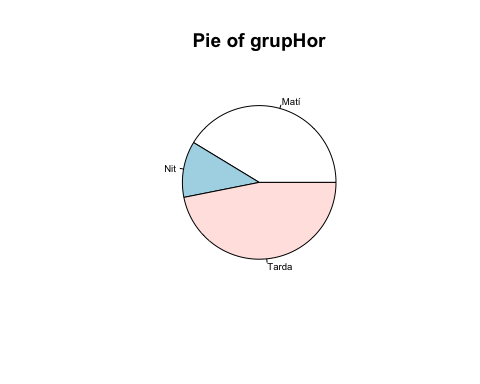 Pie of grupHor
Matí
Nit
Tarda